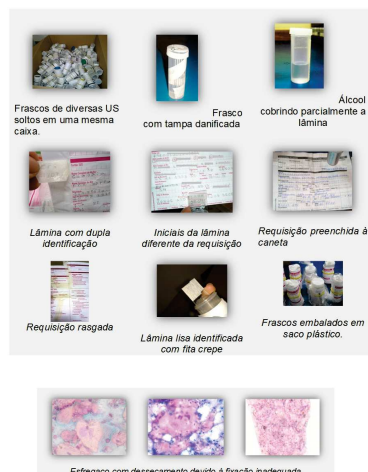 Frascos de diversas US
soltos em uma mesma
caixa.
Frasco
com tampa danificada
Álcool
cobrindo parcialmente a
lâmina
Lâmina com dupla
identificação
Iniciais da lâmina
diferente da requisição
Requisição preenchida à
caneta
Requisição rasgada
Lâmina lisa identificada
com fita crepe
Frascos embalados em
saco plástico.
Esfregaço com dessecamento devido à fixação inadequada